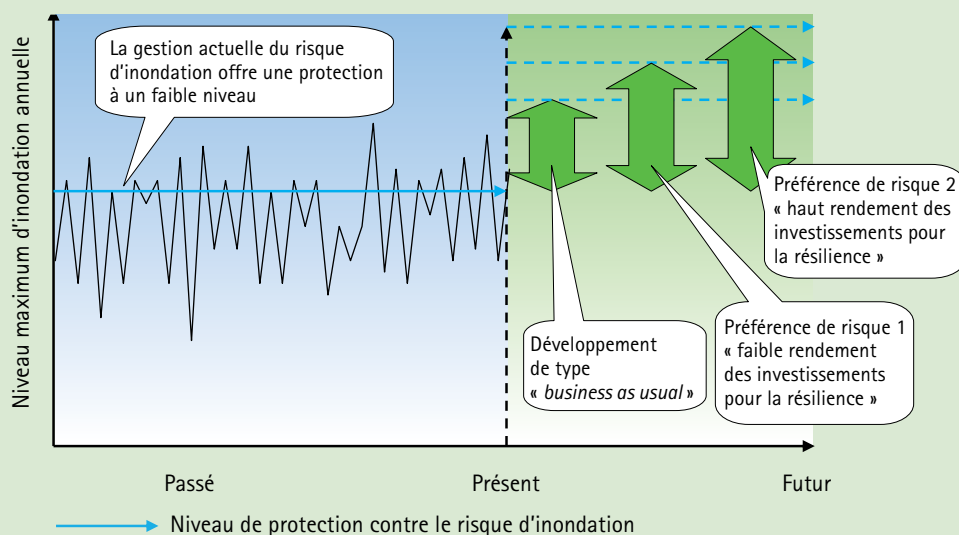 Niveau maximum d'inondation annuelle
La gestion actuelle du risque
d'inondation offre une protection
à un faible niveau
Préférence de risque 2
« haut rendement des
investissements pour
la résilience »
Préférence de risque 1
« faible rendement
des investissements
pour la résilience »
Développement
de type
« business as usual »
Passé
Présent
Futur
Niveau de protection contre le risque d'inondation